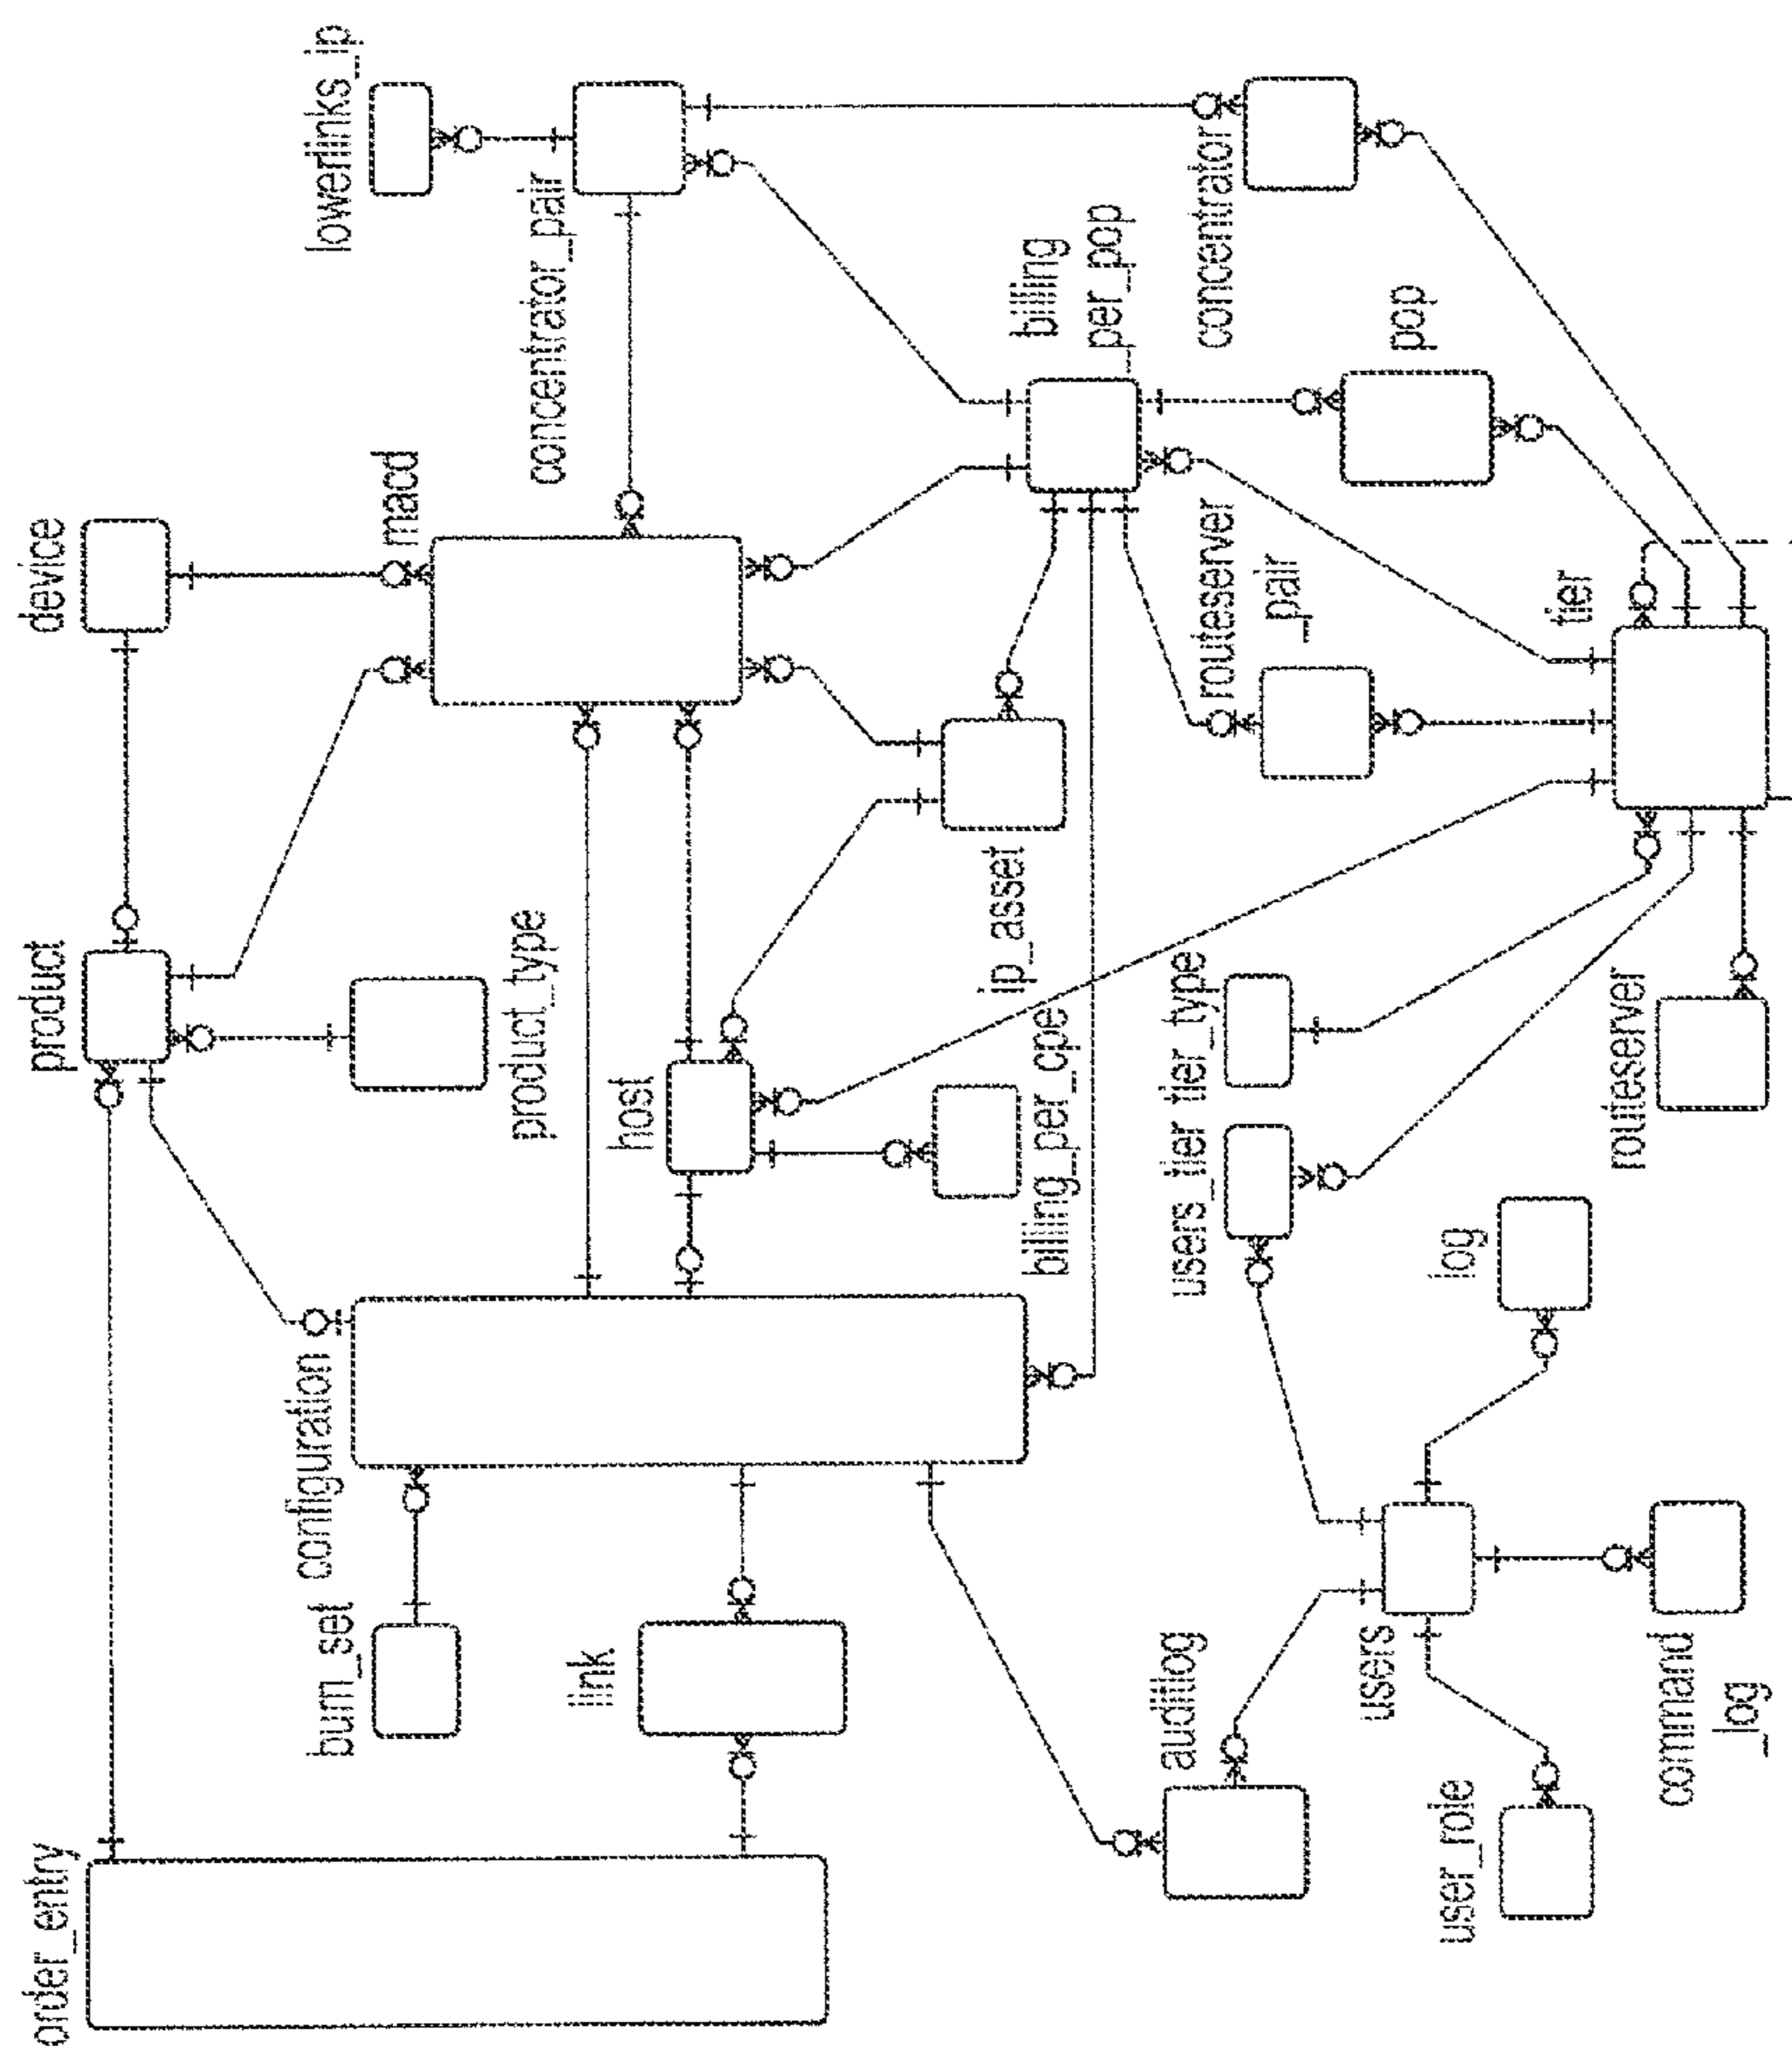 order_entry
product
device
burn_set
configuration
lowerlinks_ip
macd
product_type
concentrator_pair
link
host
ip_asset
billing
per_pop
billing_per_cpe
auditlog
users_tier tier_type
routeserver
_pair
concentrator
users
pop
user_role
log
tier
routeserver
command
_log